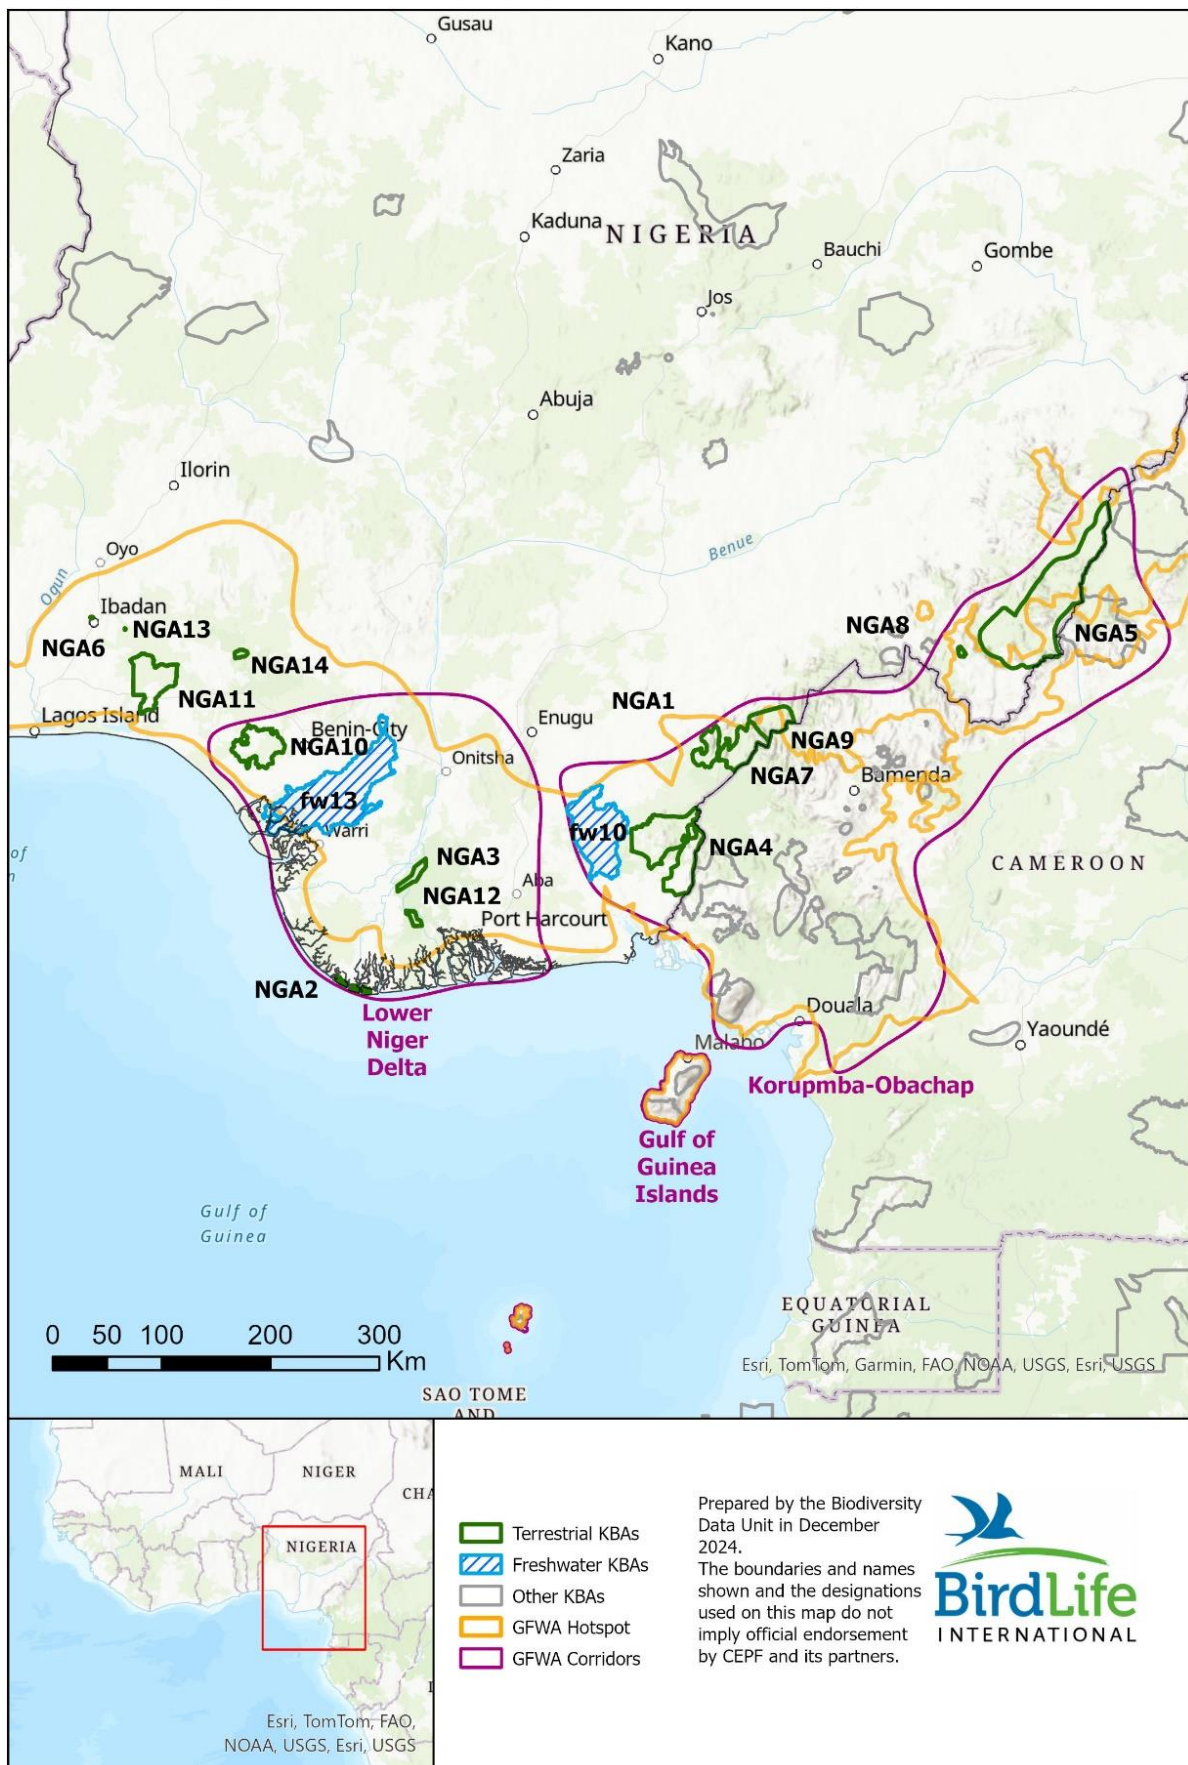 Gusau
Kano
Zaria
Kaduna
NIGERIA
Bauchi
Gombe
Jos
Abuja
Ilorin
Benue
Oyo
Ogun
Ibadan
NGA13
NGA6
NGA8
NGA5
NGA14
NGA11
NGA1
Lagos Island
Enugu
Benin-City
NGA10
NGA9
Onitsha
NGA7
Bamenda
fw13
Warri
fw10
NGA4
NGA3
CAMEROON
of
Aba
NGA12
Port Harcourt
NGA2
Lower
Niger
Delta
Douala
Yaoundé
Malabo
Korupmba-Obachap
Gulf of
Guinea
Islands
Gulf of
Guinea
EQUATORIAL
GUINEA
0 50 100 200 300
Km
Esri, TomTom, Garmin, FAO, NOAA, USGS, Esri, USGS
SAO TOME
AND
MALI
NIGER
CHA
NIGERIA
Esri, TomTom, FAO,
NOAA, USGS, Esri, USGS
Terrestrial KBAs
Freshwater KBAs
Other KBAs
GFWA Hotspot
GFWA Corridors
Prepared by the Biodiversity
Data Unit in December
2024.
The boundaries and names
shown and the designations
used on this map do not
imply official endorsement
by CEPF and its partners.
BirdLife
INTERNATIONAL